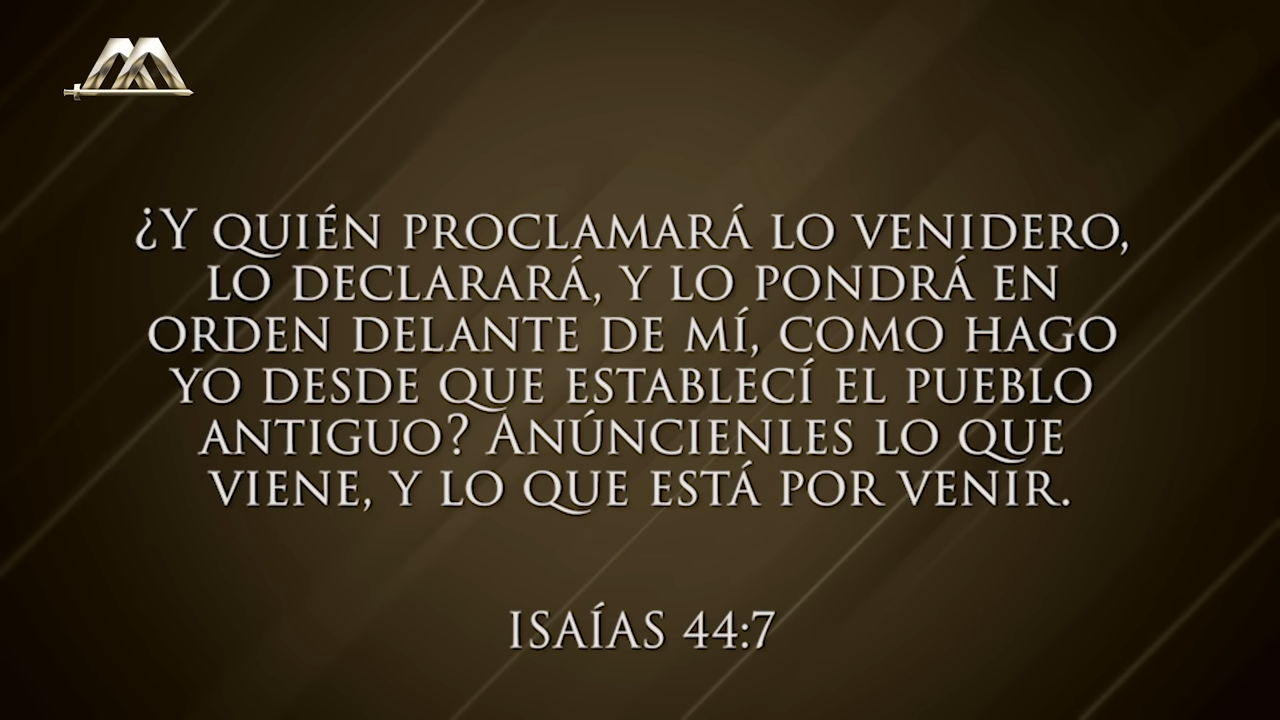 ¿Y QUIÉN PROCLAMARÁ LO VENIDERO,
LO DECLARARÁ, Y LO PONDRÁ EN
ORDEN DELANTE DE MÍ, COMO HAGO
YO DESDE QUE ESTABLECÍ EL PUEBLO
ANTIGUO? ANÚNCIENLES LO QUE
VIENE, Y LO QUE ESTÁ POR VENIR.
ISAÍAS 44:7